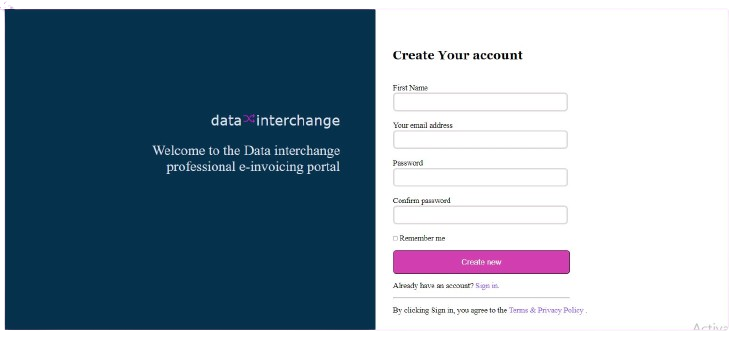 data interchange
Welcome to the Data interchange
professional e-invoicing portal
Create Your account
First Name
Your email address
Password
Confirm password
Remember me
Create new
Already have an account? Sign in.
By clicking Sign in, you agree to the Terms & Privacy Policy .